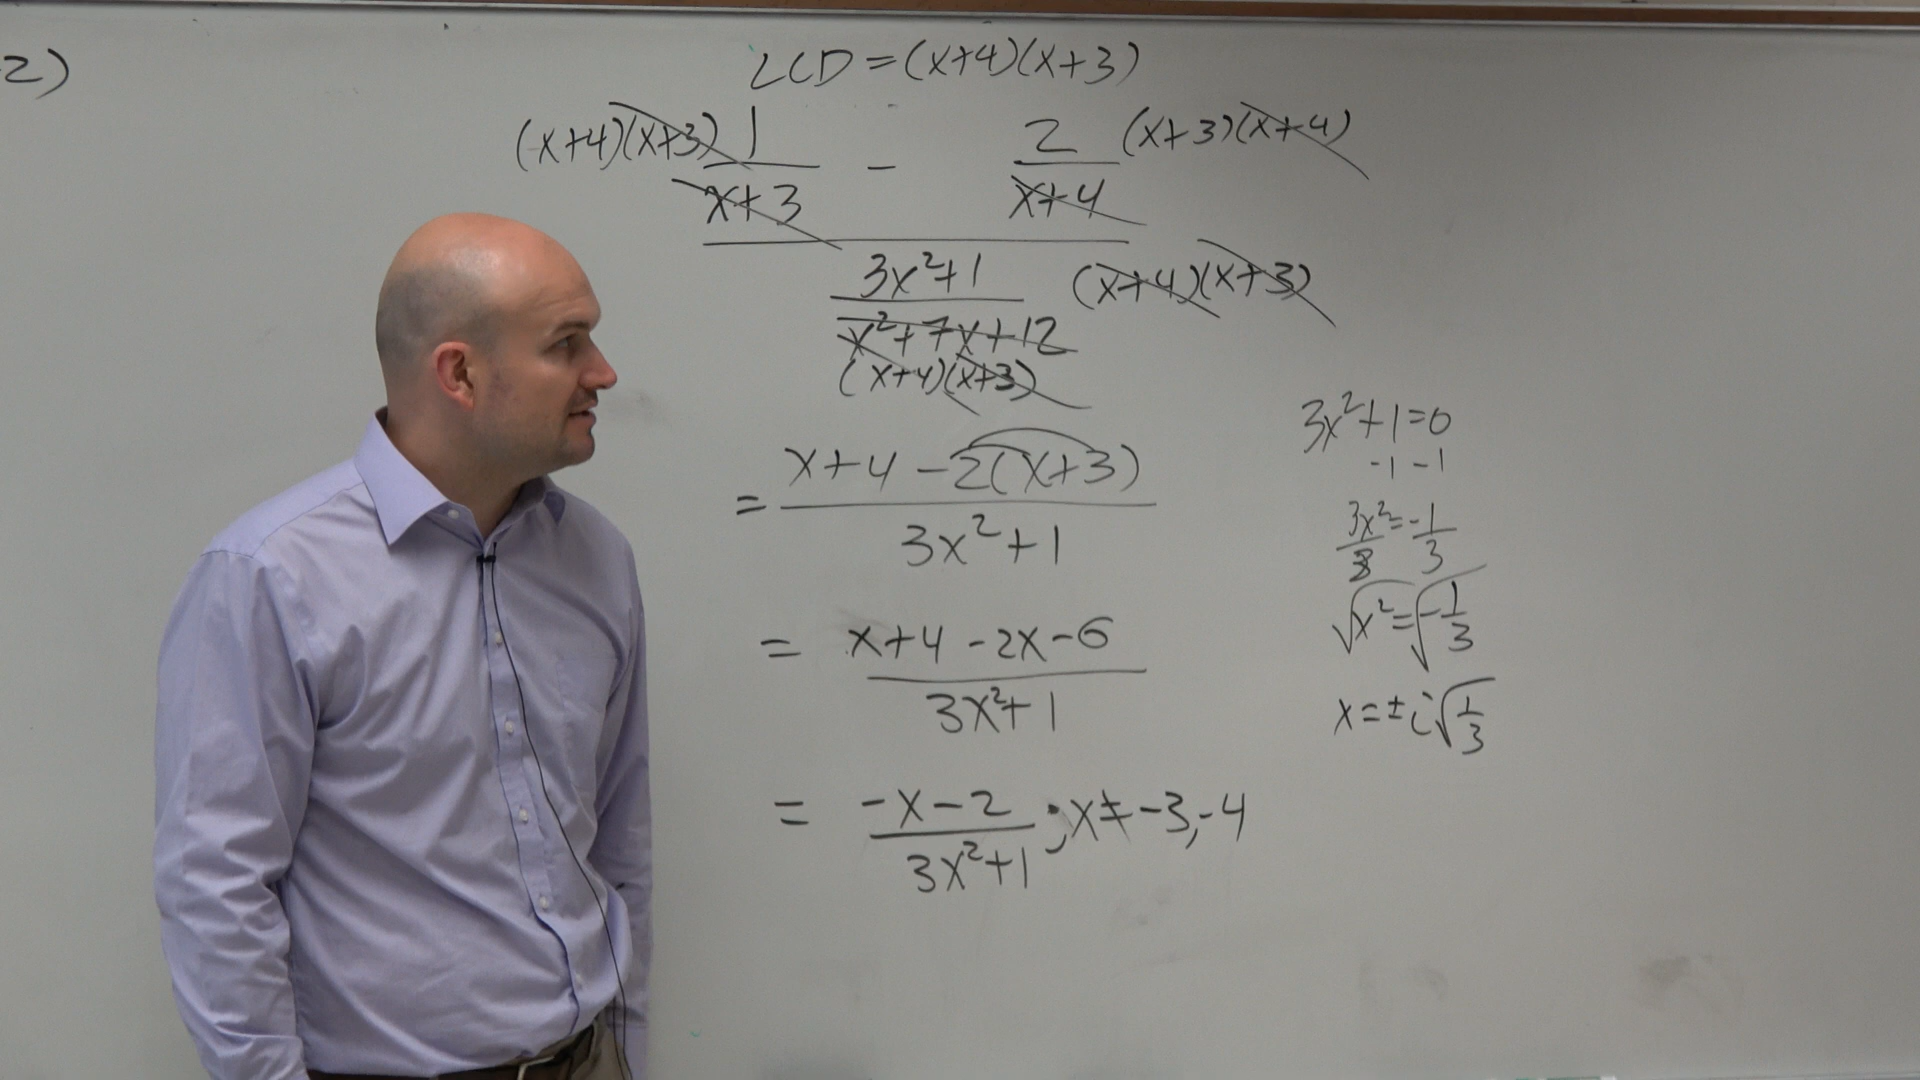 2)
LCD = (x+4)(x+3)
(x+4)(x+3) 1 - 2 (x+3)(x+4)
x+3 x+4
3x²+1 (x+4)(x+3)
x²+7x+12
(x+4)(x+3)
= x+4 -2(x+3)
3x²+1
= x+4 -2x-6
3x²+1
= -x-2 ; x≠-3,-4
3x²+1
3x²+1=0
-1 -1
3x²=-1
3 3
√x²=√-1/3
x=±i√1/3